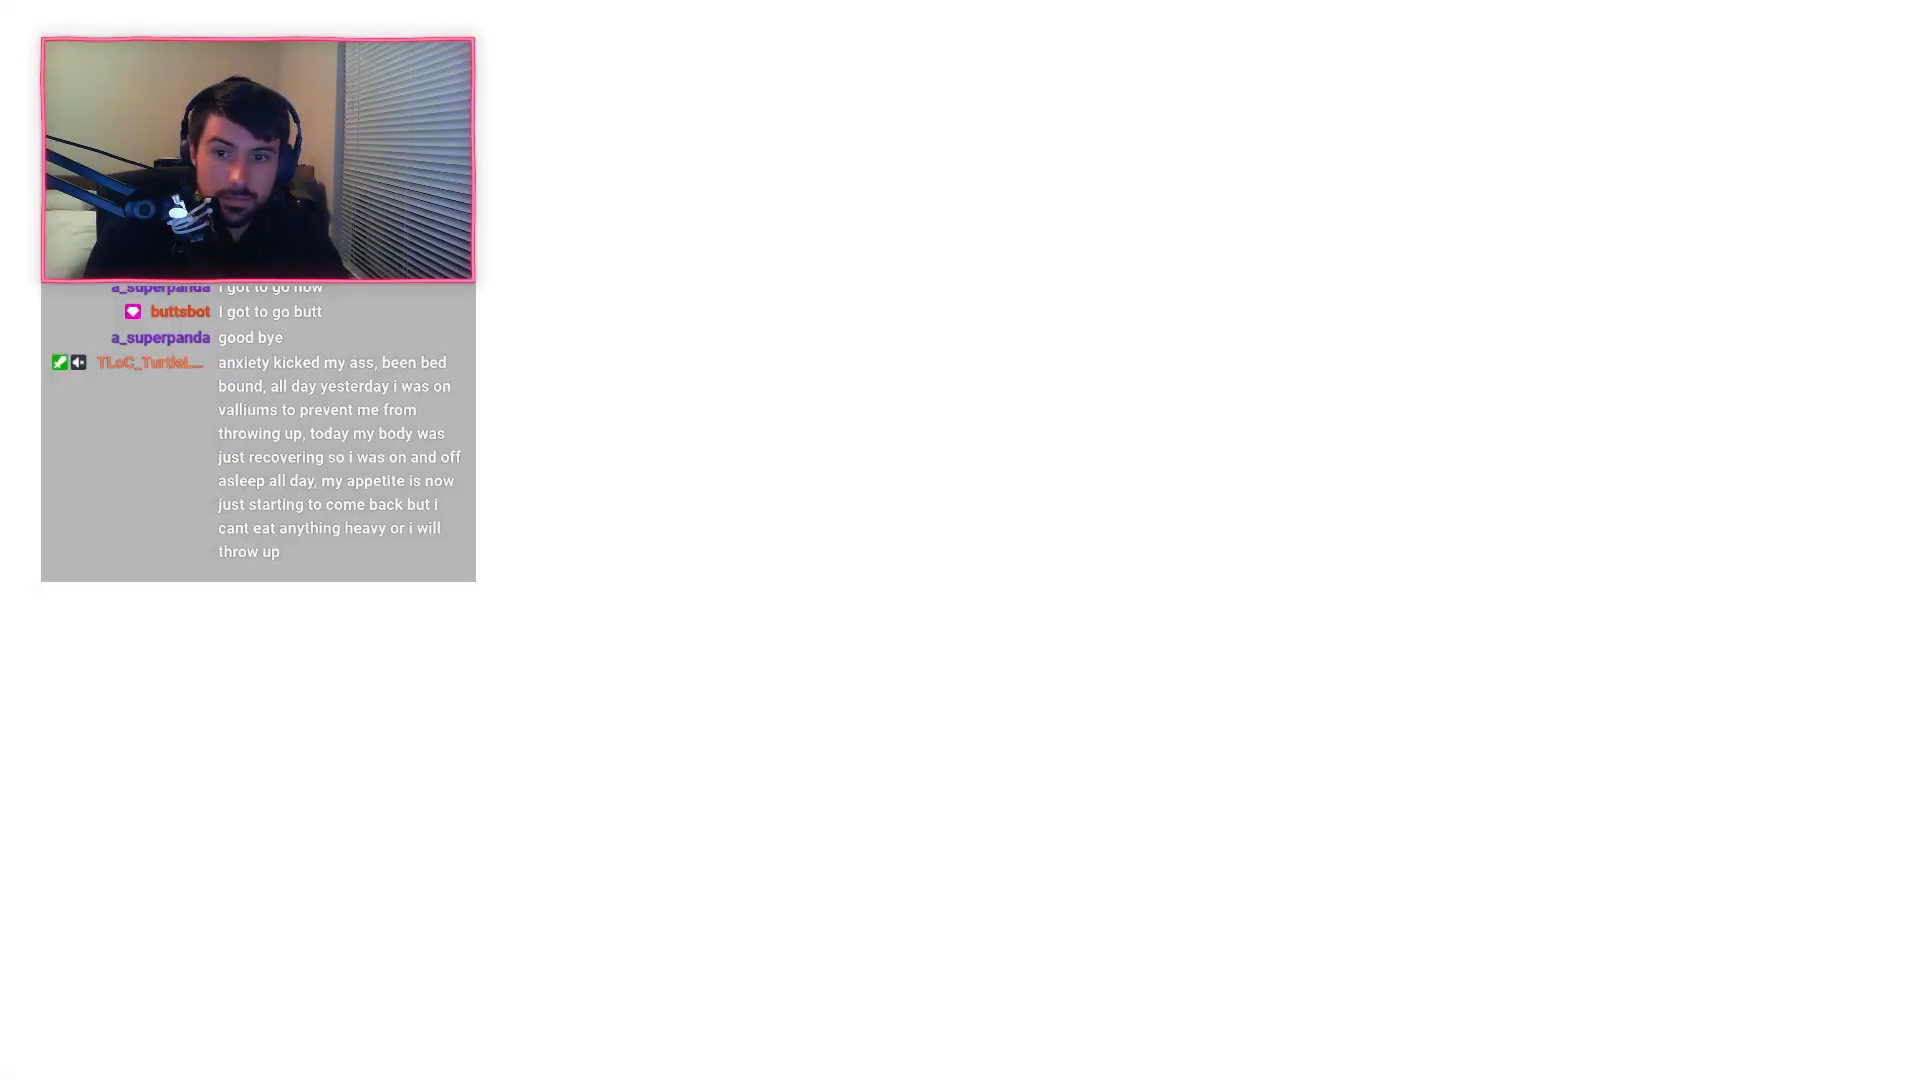 a_superpanda I got to go now
buttsbot I got to go butt
a_superpanda good bye
TLoC_TurtleL... anxiety kicked my ass, been bed
bound, all day yesterday i was on
valliums to prevent me from
throwing up, today my body was
just recovering so i was on and off
asleep all day, my appetite is now
just starting to come back but i
cant eat anything heavy or i will
throw up